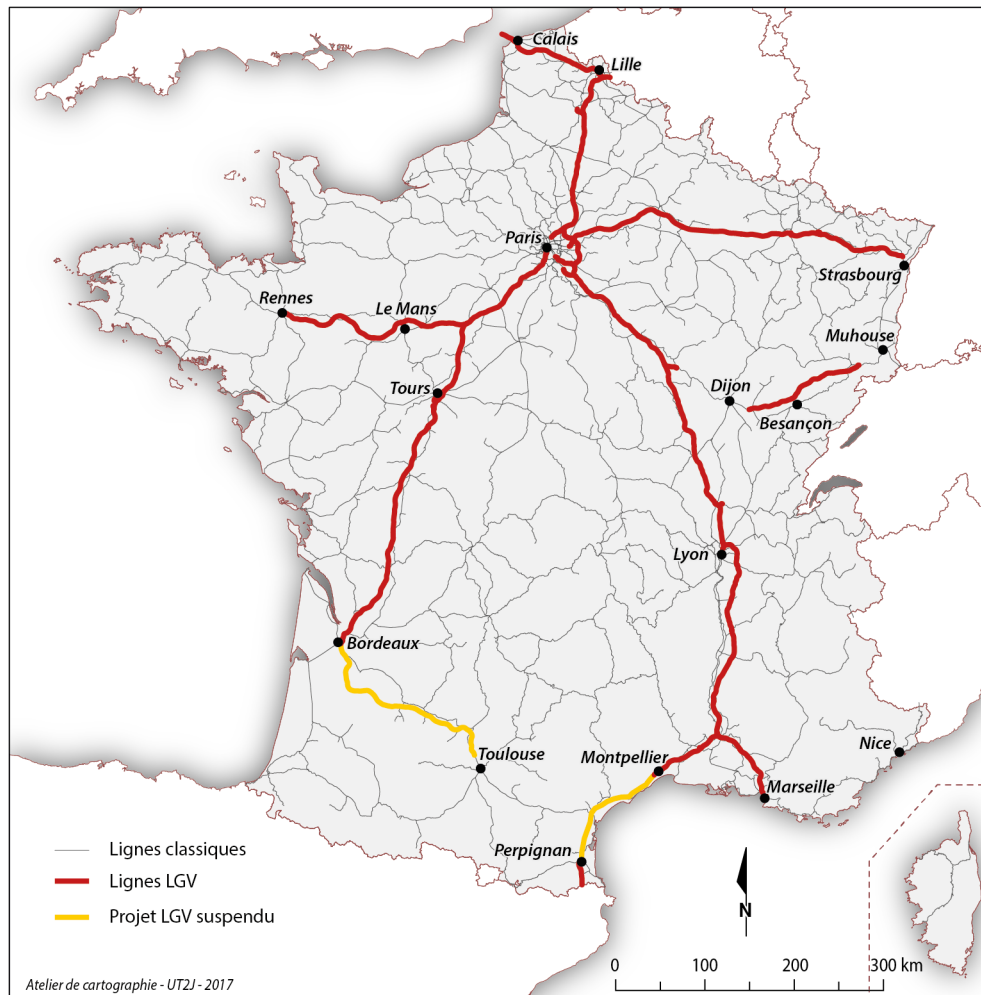 Calais
Lille
Paris
Strasbourg
Rennes
Le Mans
Muhouse
Tours
Dijon
Besançon
Lyon
Bordeaux
Toulouse
Montpellier
Nice
Marseille
Perpignan
Lignes classiques
Lignes LGV
Projet LGV suspendu
N
0 100 200 300 km
Atelier de cartographie - UT2J - 2017